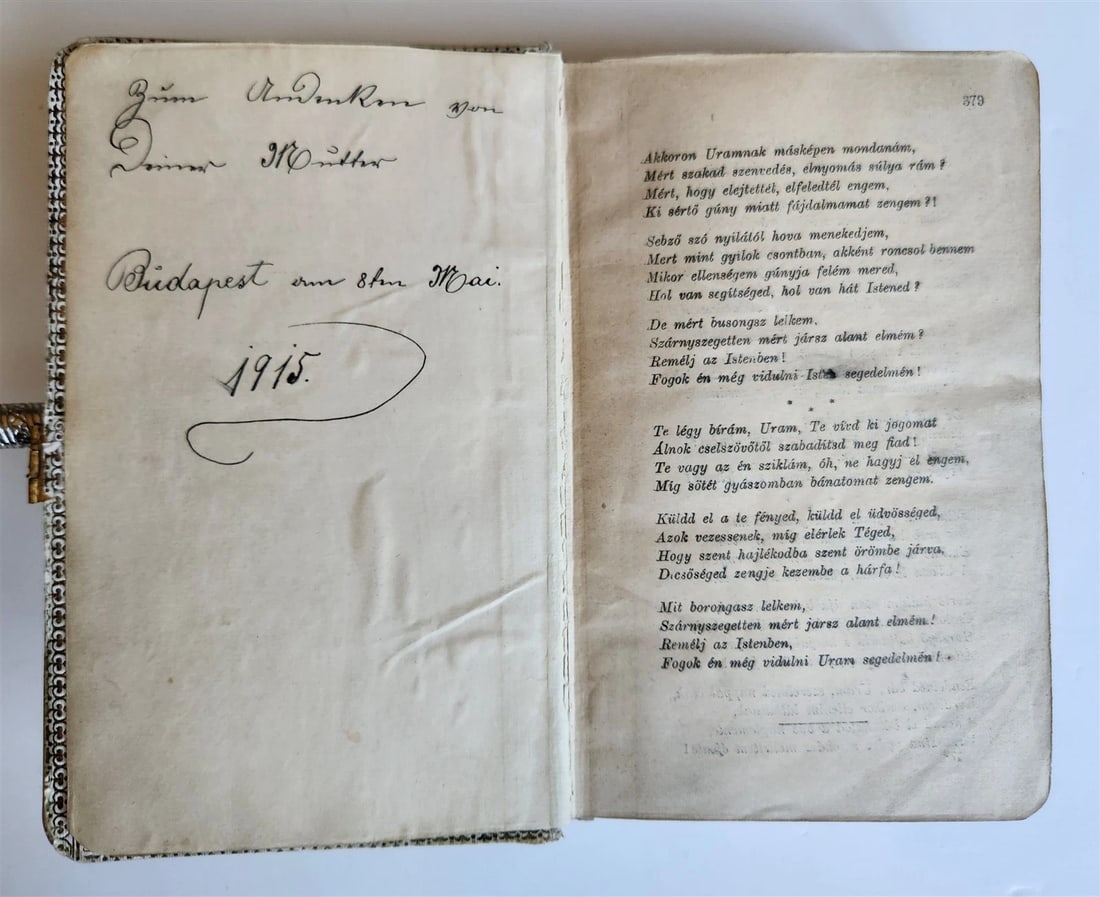 Zum Andenken von
Deiner Mutter
Budapest am 8ten Mai.
1915.
379
Akkoron Uramnak másképen mondanám,
Mért szakad szenvedés, elnyomás súlya rám?
Mért, hogy elejtettél, elfeledtél engem,
Ki sértő gúny miatt fájdalmamat zengem?!
Sebző szó nyilától hova menekedjem,
Mert mint gyilok csontban, akként roncsol bennem
Mikor ellenségem gúnyja felém mered,
Hol van segítséged, hol van hát Istened?
De mért busongsz lelkem,
Szárnyszegetten mért jársz alant elmém?
Remélj az Istenben!
Fogok én még vidulni segedelmén!
* * *
Te légy bírám, Uram, Te vívd ki jogomat
Álnok cselszövőtől szabadítsd meg fiad!
Te vagy az én sziklám, óh, ne hagyj el engem,
Míg sötét gyászomban bánatomat zengem.
Küldd el a te fényed, küldd el üdvösséged,
Azok vezessenek, míg elérlek Téged,
Hogy szent hajlékodba szent örömbe járva,
Dicsőséged zengje kezembe a hárfa!
Mit borongasz lelkem,
Szárnyszegetten mért jársz alant elmém!
Remélj az Istenben,
Fogok én még vidulni Uram segedelmén!